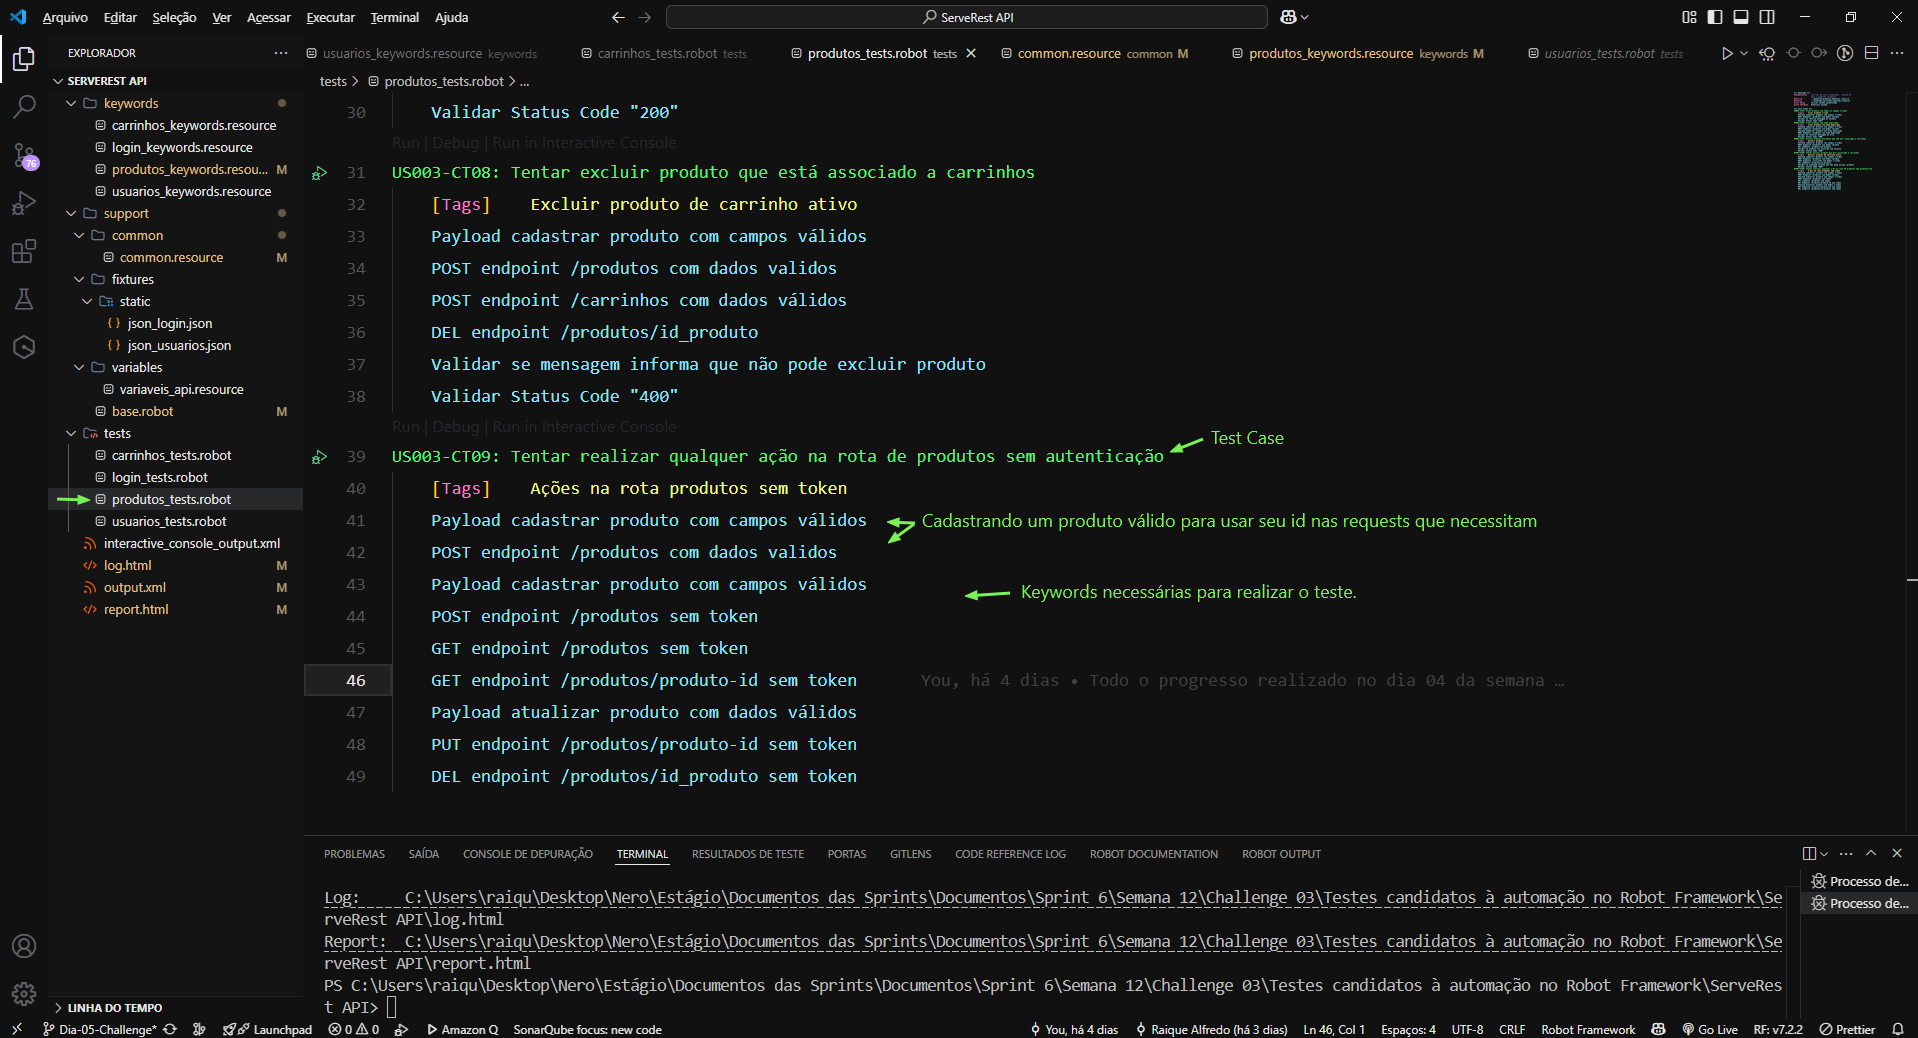 Arquivo Editar Seleção Ver Acessar Executar Terminal Ajuda
ServeRest API
EXPLORADOR
usuarios_keywords.resource keywords
carrinhos_tests.robot tests
produtos_tests.robot tests
common.resource common M
produtos_keywords.resource keywords M
usuarios_tests.robot tests
SERVEREST API
tests > produtos_tests.robot > ...
keywords
carrinhos_keywords.resource
login_keywords.resource
76
produtos_keywords.resou... M
usuarios_keywords.resource
support
common
common.resource M
fixtures
static
json_login.json
json_usuarios.json
variables
variaveis_api.resource
base.robot M
tests
carrinhos_tests.robot
login_tests.robot
produtos_tests.robot
usuarios_tests.robot
interactive_console_output.xml
log.html M
output.xml M
report.html M
LINHA DO TEMPO
30 Validar Status Code "200"
Run | Debug | Run in Interactive Console
31 US003-CT08: Tentar excluir produto que está associado a carrinhos
32 [Tags] Excluir produto de carrinho ativo
33 Payload cadastrar produto com campos válidos
34 POST endpoint /produtos com dados validos
35 POST endpoint /carrinhos com dados válidos
36 DEL endpoint /produtos/id_produto
37 Validar se mensagem informa que não pode excluir produto
38 Validar Status Code "400"
Run | Debug | Run in Interactive Console
Test Case
39 US003-CT09: Tentar realizar qualquer ação na rota de produtos sem autenticação
40 [Tags] Ações na rota produtos sem token
41 Payload cadastrar produto com campos válidos
Cadastrando um produto válido para usar seu id nas requests que necessitam
42 POST endpoint /produtos com dados validos
43 Payload cadastrar produto com campos válidos
Keywords necessárias para realizar o teste.
44 POST endpoint /produtos sem token
45 GET endpoint /produtos sem token
46 GET endpoint /produtos/produto-id sem token You, há 4 dias • Todo o progresso realizado no dia 04 da semana …
47 Payload atualizar produto com dados válidos
48 PUT endpoint /produtos/produto-id sem token
49 DEL endpoint /produtos/id_produto sem token
PROBLEMAS SAÍDA CONSOLE DE DEPURAÇÃO TERMINAL RESULTADOS DE TESTE PORTAS GITLENS CODE REFERENCE LOG ROBOT DOCUMENTATION ROBOT OUTPUT
Log: C:\Users\raiqu\Desktop\Nero\Estágio\Documentos das Sprints\Documentos\Sprint 6\Semana 12\Challenge 03\Testes candidatos à automação no Robot Framework\Se
rveRest API\log.html
Report: C:\Users\raiqu\Desktop\Nero\Estágio\Documentos das Sprints\Documentos\Sprint 6\Semana 12\Challenge 03\Testes candidatos à automação no Robot Framework\Se
rveRest API\report.html
PS C:\Users\raiqu\Desktop\Nero\Estágio\Documentos das Sprints\Documentos\Sprint 6\Semana 12\Challenge 03\Testes candidatos à automação no Robot Framework\ServeRes
t API>
Processo de...
Processo de...
Dia-05-Challenge* Launchpad 0 0 Amazon Q SonarQube focus: new code You, há 4 dias Raique Alfredo (há 3 dias) Ln 46, Col 1 Espaços: 4 UTF-8 CRLF Robot Framework Go Live RF: v7.2.2 Prettier